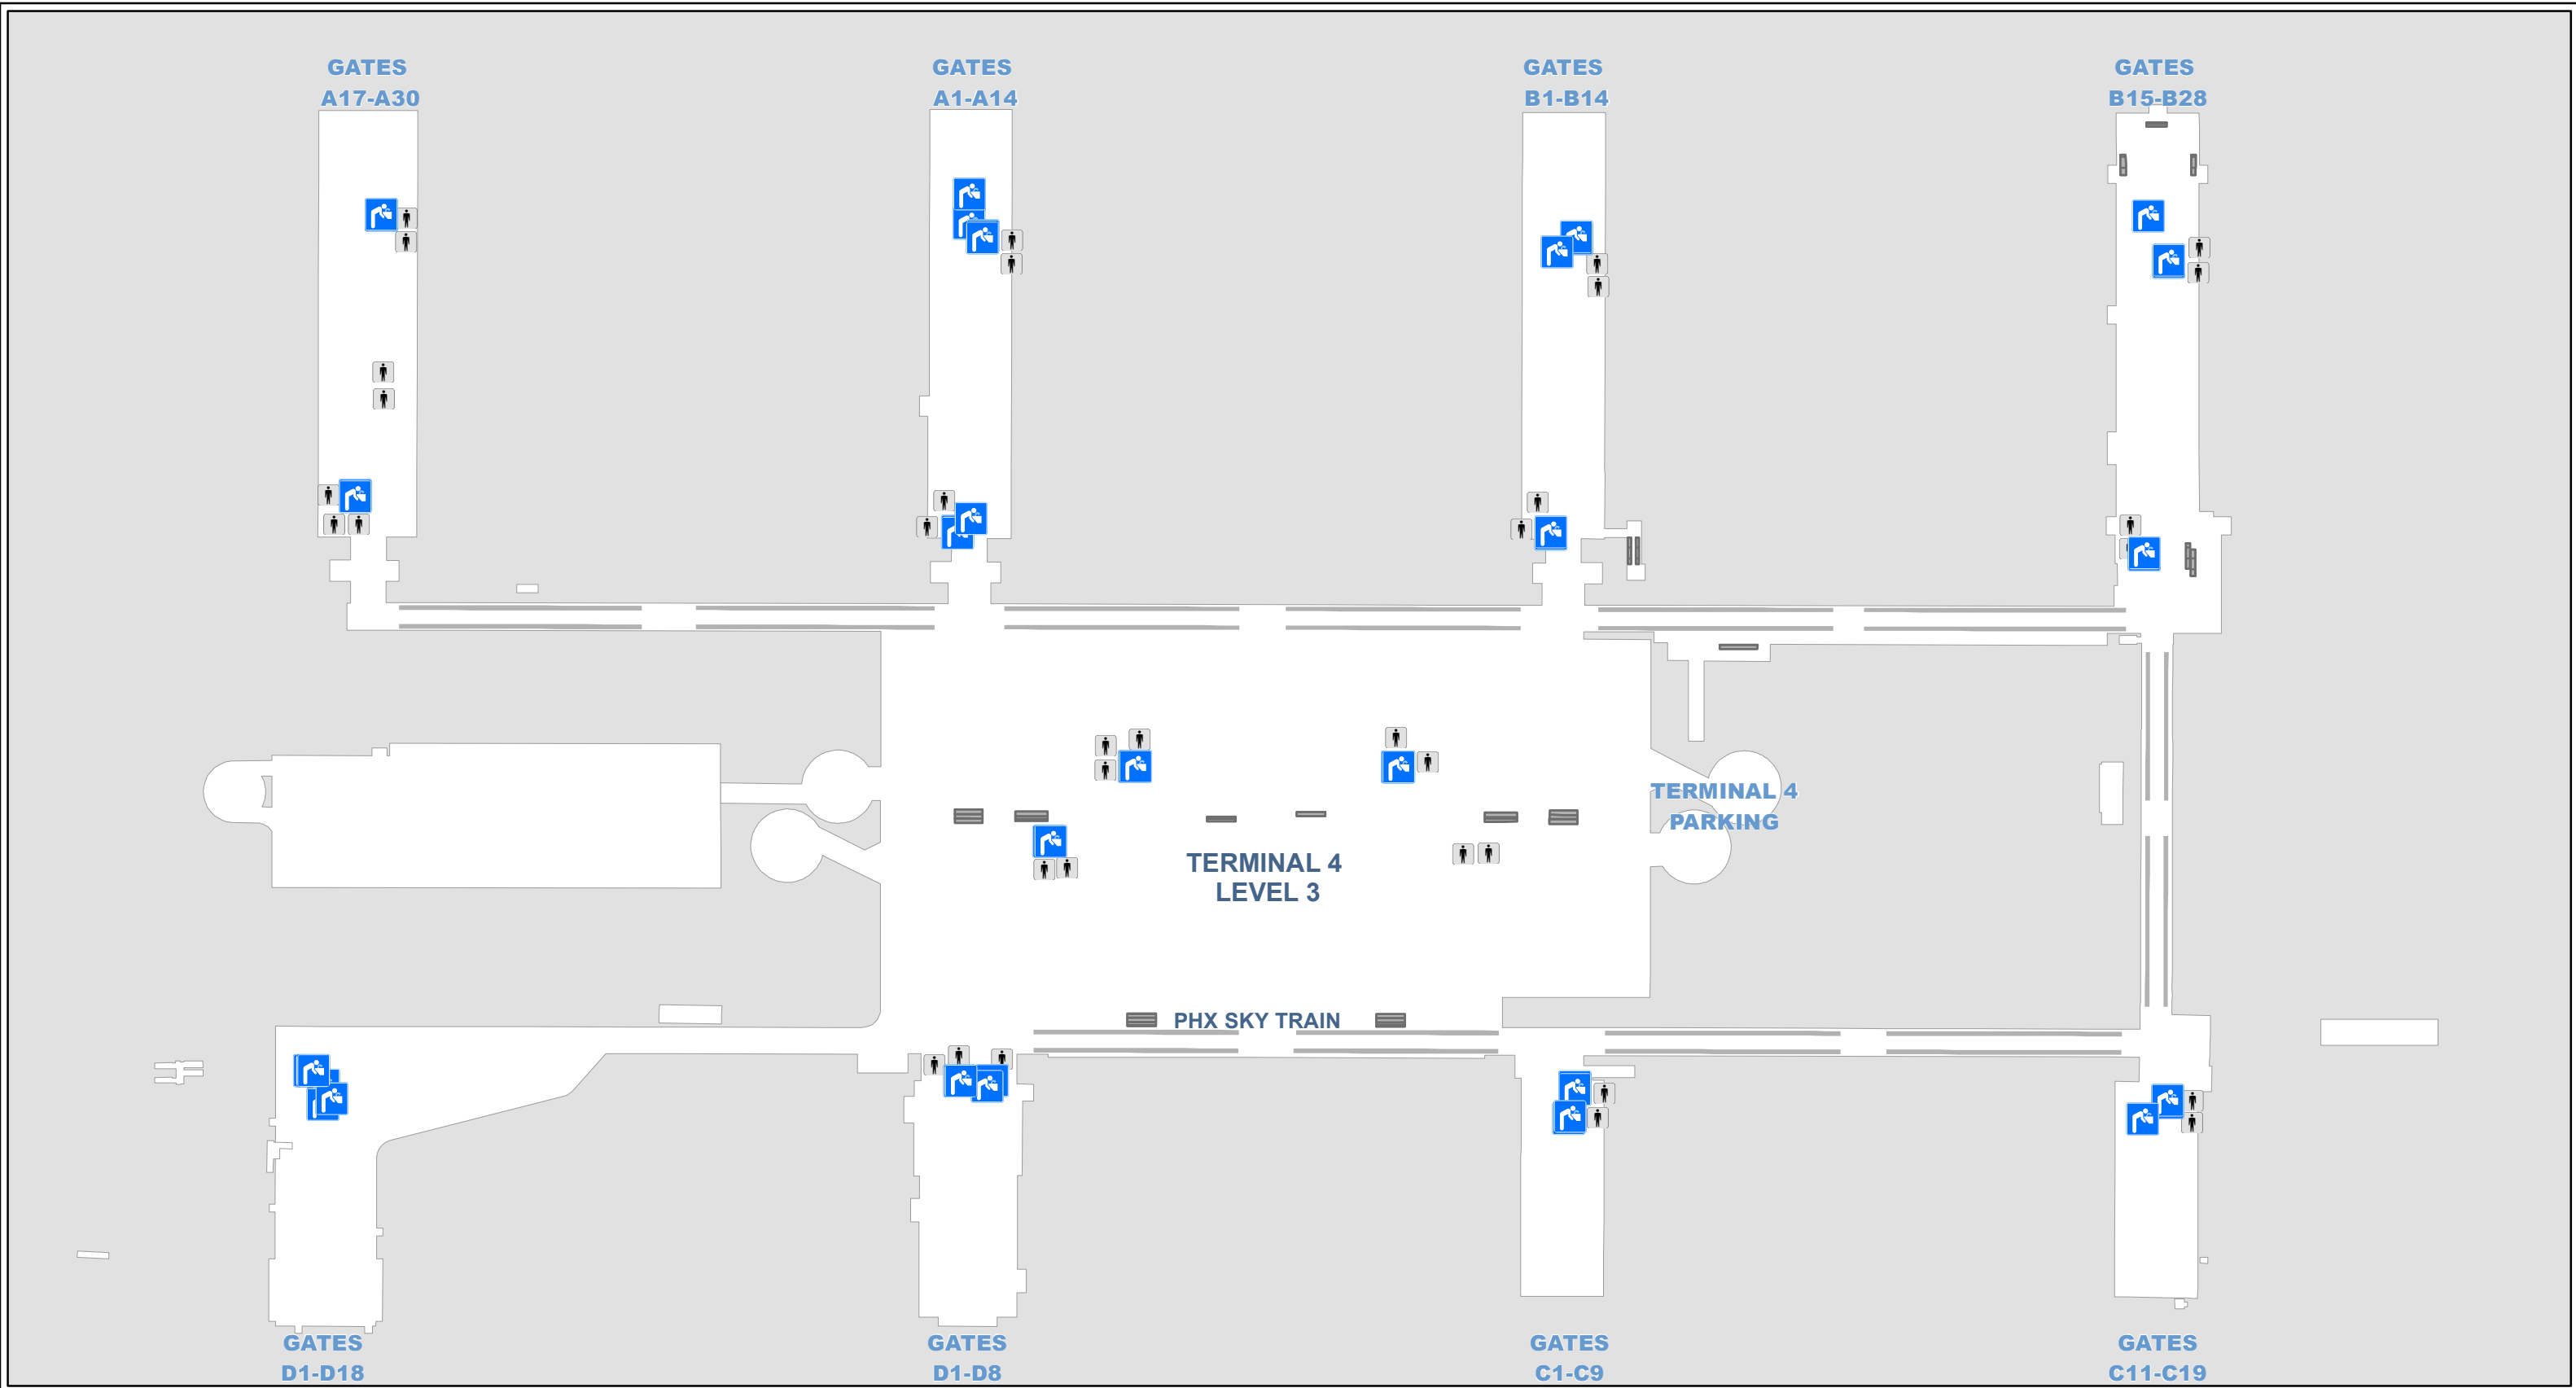 GATES
A17-A30
GATES
A1-A14
GATES
B1-B14
GATES
B15-B28
TERMINAL 4
PARKING
TERMINAL 4
LEVEL 3
PHX SKY TRAIN
GATES
D1-D18
GATES
D1-D8
GATES
C1-C9
GATES
C11-C19